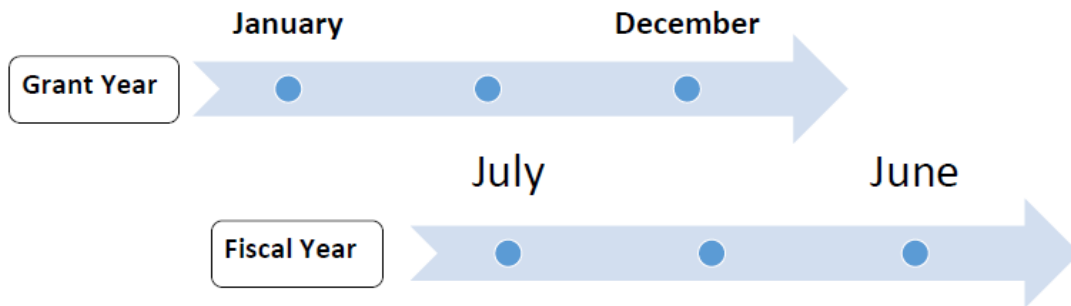 January December
Grant Year
July June
Fiscal Year